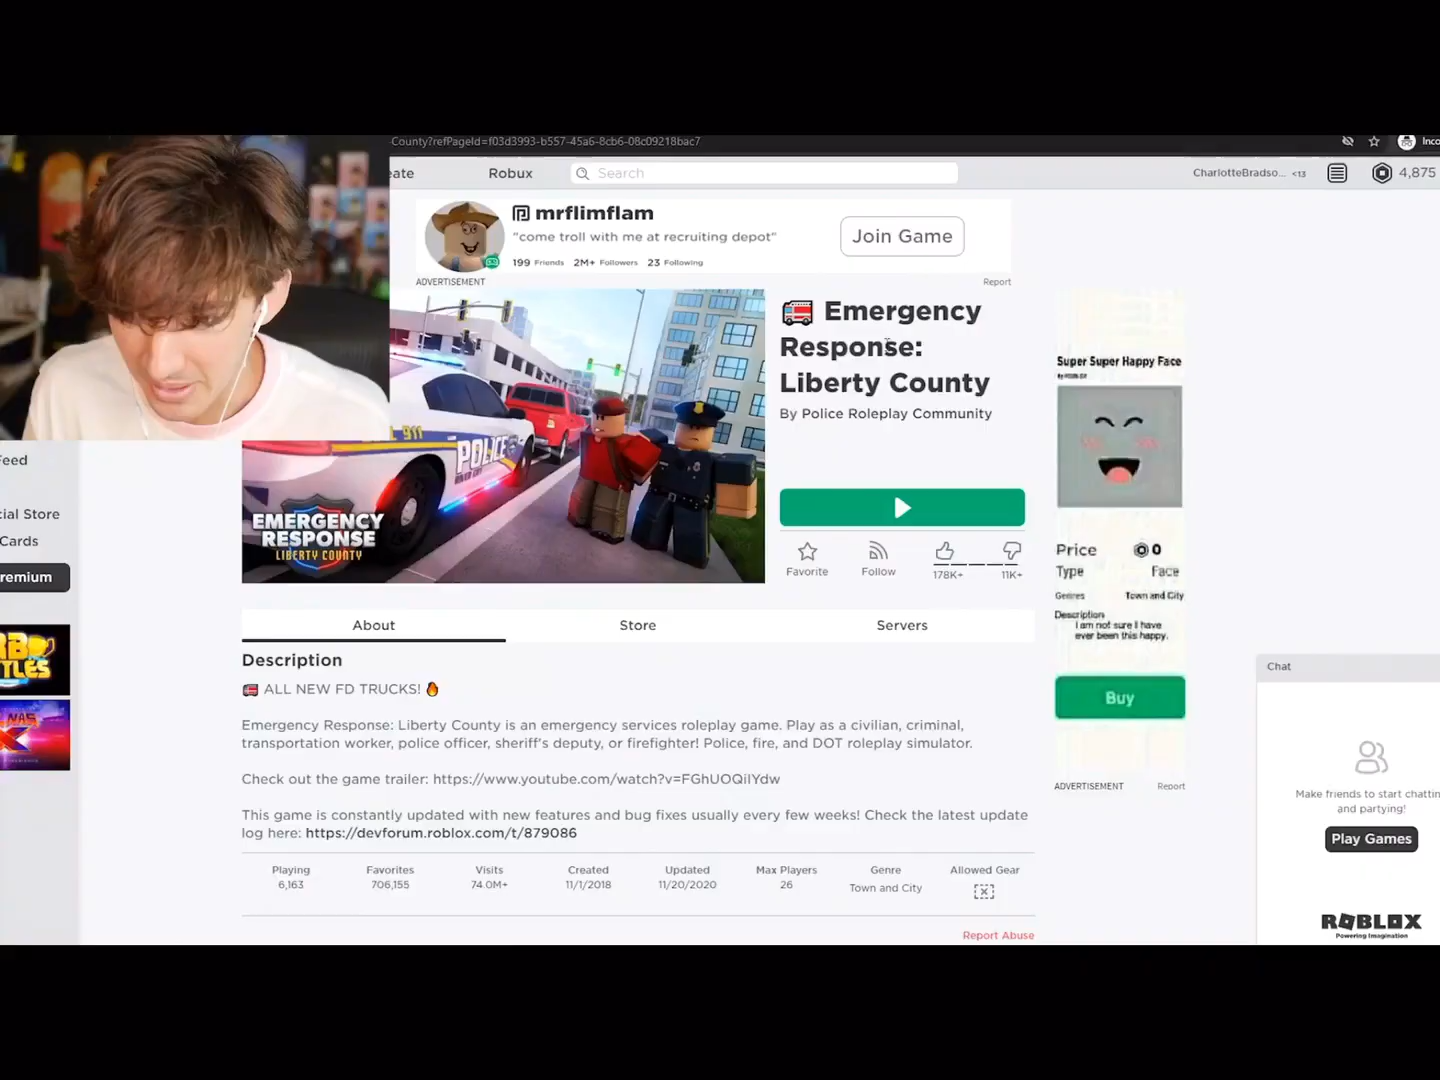 County?refPageId=f03d3993-b557-45a6-8cb6-08c09218bac7
eate
Robux
Search
CharlotteBradso... <13
4,875
mrflimflam
"come troll with me at recruiting depot"
199 Friends 2M+ Followers 23 Following
Join Game
ADVERTISEMENT
Report
Emergency
Response:
Liberty County
By Police Roleplay Community
911
POLICE
EMERGENCY
RESPONSE
LIBERTY COUNTY
Favorite
Follow
178K+
11K+
Feed
cial Store
Cards
remium
Super Super Happy Face
Price 0
Type Face
Genres Town and City
Description
I am not sure I have
ever been this happy.
Buy
ADVERTISEMENT
Report
About
Store
Servers
Description
ALL NEW FD TRUCKS!
Emergency Response: Liberty County is an emergency services roleplay game. Play as a civilian, criminal,
transportation worker, police officer, sheriff's deputy, or firefighter! Police, fire, and DOT roleplay simulator.
Check out the game trailer: https://www.youtube.com/watch?v=FGhUOQiIYdw
This game is constantly updated with new features and bug fixes usually every few weeks! Check the latest update
log here: https://devforum.roblox.com/t/879086
Playing Favorites Visits Created Updated Max Players Genre Allowed Gear
6,163 706,155 74.0M+ 11/1/2018 11/20/2020 26 Town and City
Report Abuse
Chat
Make friends to start chattin
and partying!
Play Games
ROBLOX
Powering Imagination